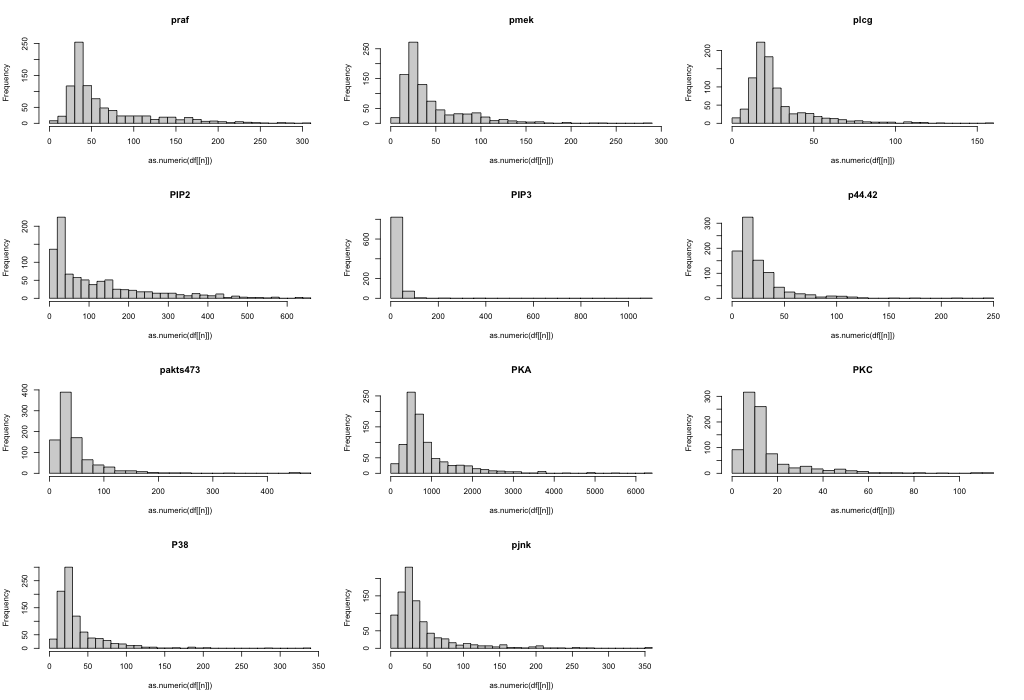 praf
Frequency
0 50 150 250
0 50 100 150 200 250 300
as.numeric(df[[n]])
pmek
Frequency
0 50 150 250
0 50 100 150 200 250 300
as.numeric(df[[n]])
plcg
Frequency
0 100 200
0 50 100 150
as.numeric(df[[n]])
PIP2
Frequency
0 50 100 200
0 100 200 300 400 500 600
as.numeric(df[[n]])
PIP3
Frequency
0 200 600
0 200 400 600 800 1000
as.numeric(df[[n]])
p44.42
Frequency
0 100 200 300
0 50 100 150 200 250
as.numeric(df[[n]])
pakts473
Frequency
0 100 200 300 400
0 100 200 300 400
as.numeric(df[[n]])
PKA
Frequency
0 50 150 250
0 1000 2000 3000 4000 5000 6000
as.numeric(df[[n]])
PKC
Frequency
0 100 200 300
0 20 40 60 80 100
as.numeric(df[[n]])
P38
Frequency
0 50 150 250
0 50 100 150 200 250 300 350
as.numeric(df[[n]])
pjnk
Frequency
0 50 150
0 50 100 150 200 250 300 350
as.numeric(df[[n]])